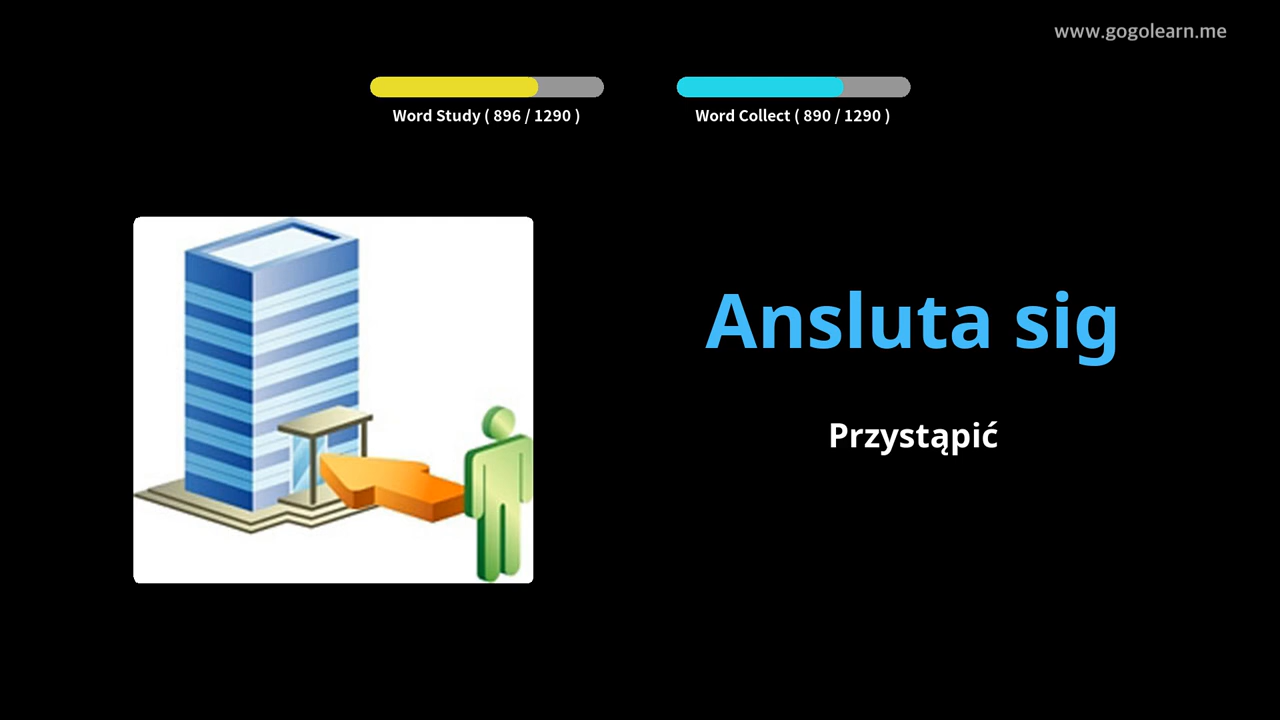 www.gogolearn.me
Word Study ( 896 / 1290 )
Word Collect ( 890 / 1290 )
Ansluta sig
Przystąpić